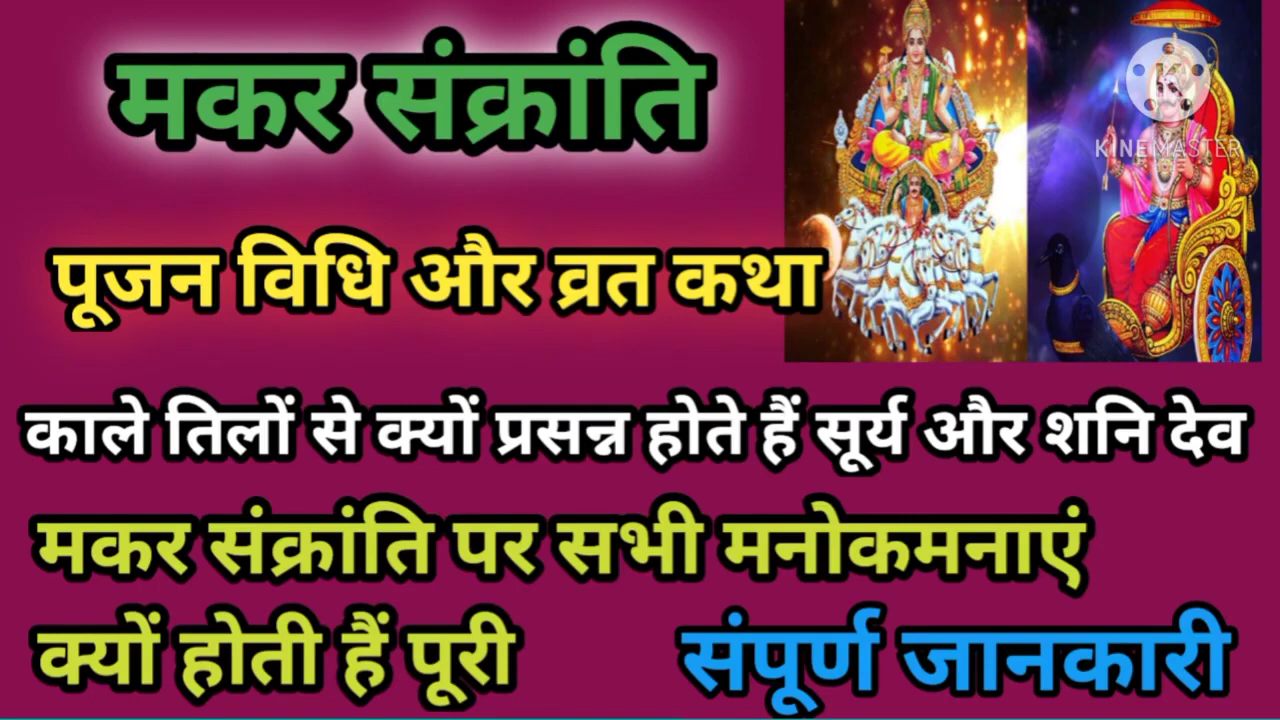 मकर संक्रांति
KINEMASTER
पूजन विधि और व्रत कथा
काले तिलों से क्यों प्रसन्न होते हैं सूर्य और शनि देव
मकर संक्रांति पर सभी मनोकमनाएं
क्यों होती हैं पूरी
संपूर्ण जानकारी